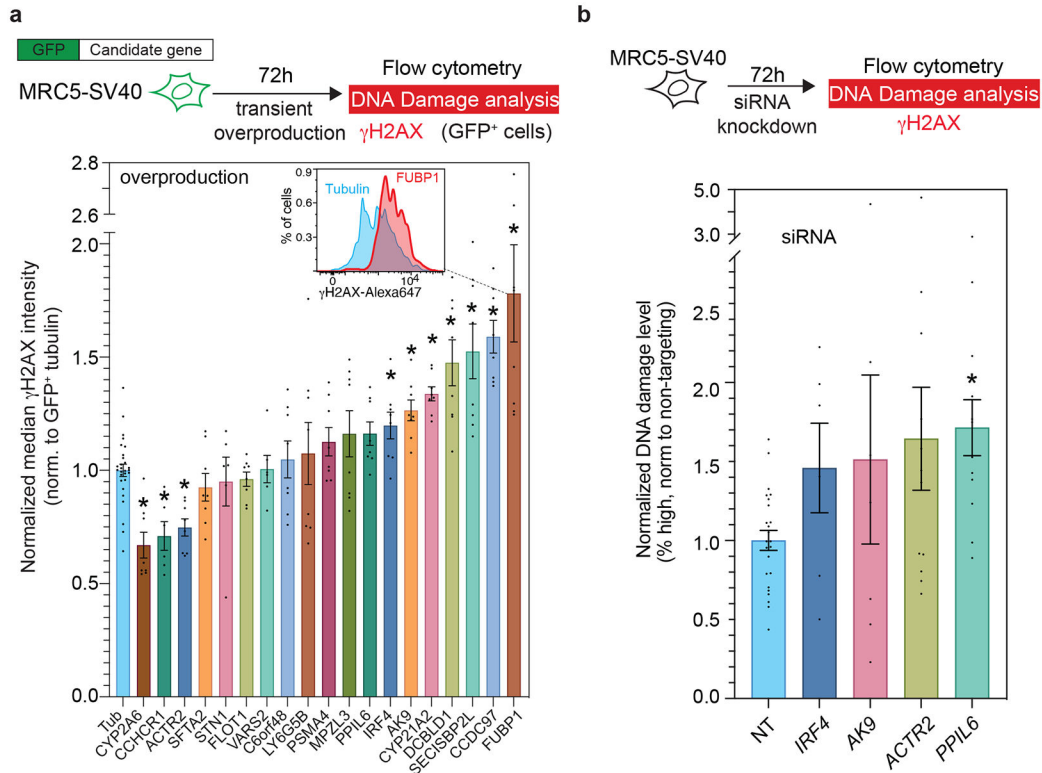 a
GFP Candidate gene
MRC5-SV40
72h
transient
overproduction
Flow cytometry
DNA Damage analysis
γH2AX (GFP⁺ cells)
Normalized median γH2AX intensity
(norm. to GFP⁺ tubulin)
2.8
2.6
2.0
1.5
1.0
0.5
0.0
overproduction
% of cells
0.9
0.6
0.3
Tubulin
FUBP1
0 10⁴
γH2AX-Alexa647
* * * * * * * * * *
Tub
CYP2A6
CCHCR1
ACTR2
SFTA2
STN1
FLOT1
VARS2
C6orf48
LY6G5B
PSMA4
MPZL3
PPIL6
IRF4
AK9
CYP21A2
DCBLD1
SECISBP2L
CCDC97
FUBP1
b
MRC5-SV40
72h
siRNA
knockdown
Flow cytometry
DNA Damage analysis
γH2AX
Normalized DNA damage level
(% high, norm to non-targeting)
5.0
3.0
2.5
2.0
1.5
1.0
0.5
0.0
siRNA
*
NT
IRF4
AK9
ACTR2
PPIL6